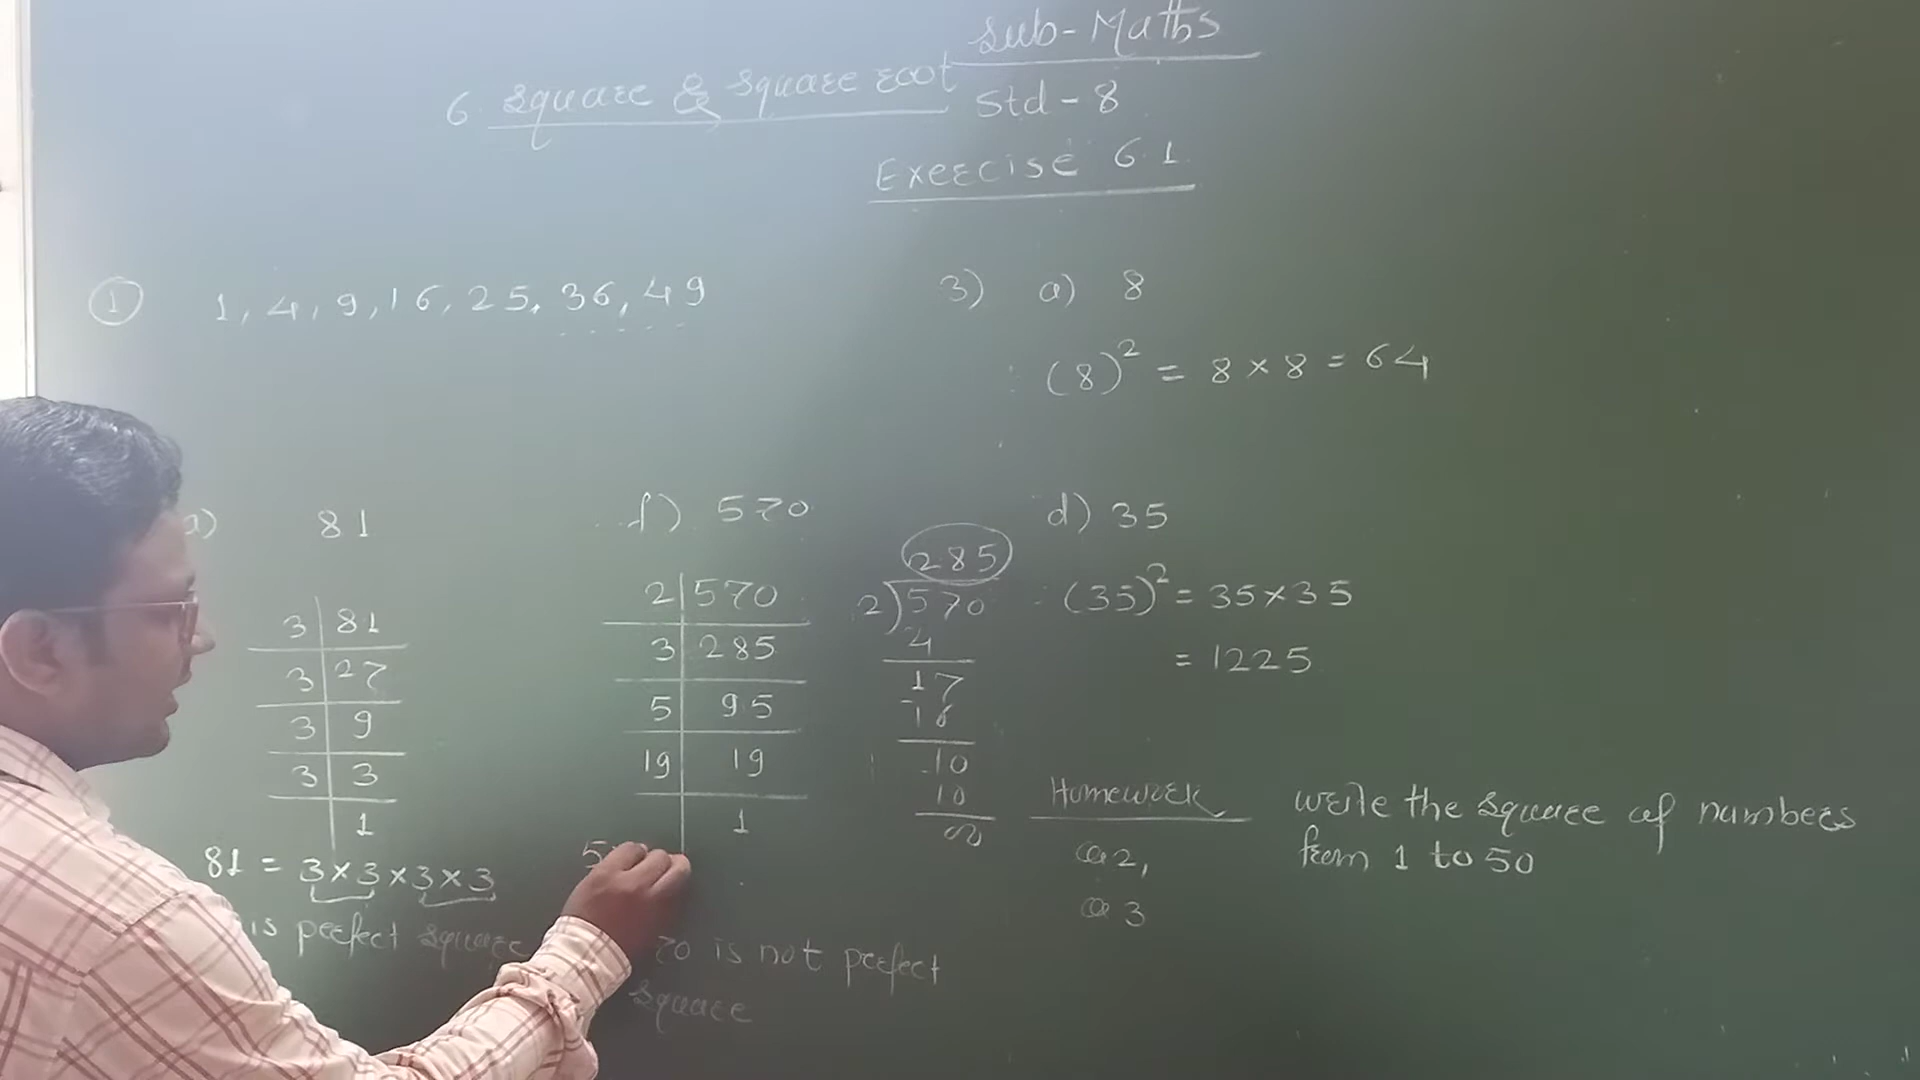 Sub-Maths
6. Square & Square root
Std-8
Exercise 6.1
1
1, 4, 9, 16, 25, 36, 49
3) a) 8
(8)² = 8 × 8 = 64
a) 81
3 | 81
3 | 27
3 | 9
3 | 3
1
81 = 3×3×3×3
is perfect square
f) 570
2 | 570
3 | 285
5 | 95
19 | 19
1
5
70 is not perfect
square
285
2)570
4
17
-16
10
10
0
d) 35
(35)² = 35×35
= 1225
Homework
Q2,
Q3
write the square of numbers
from 1 to 50